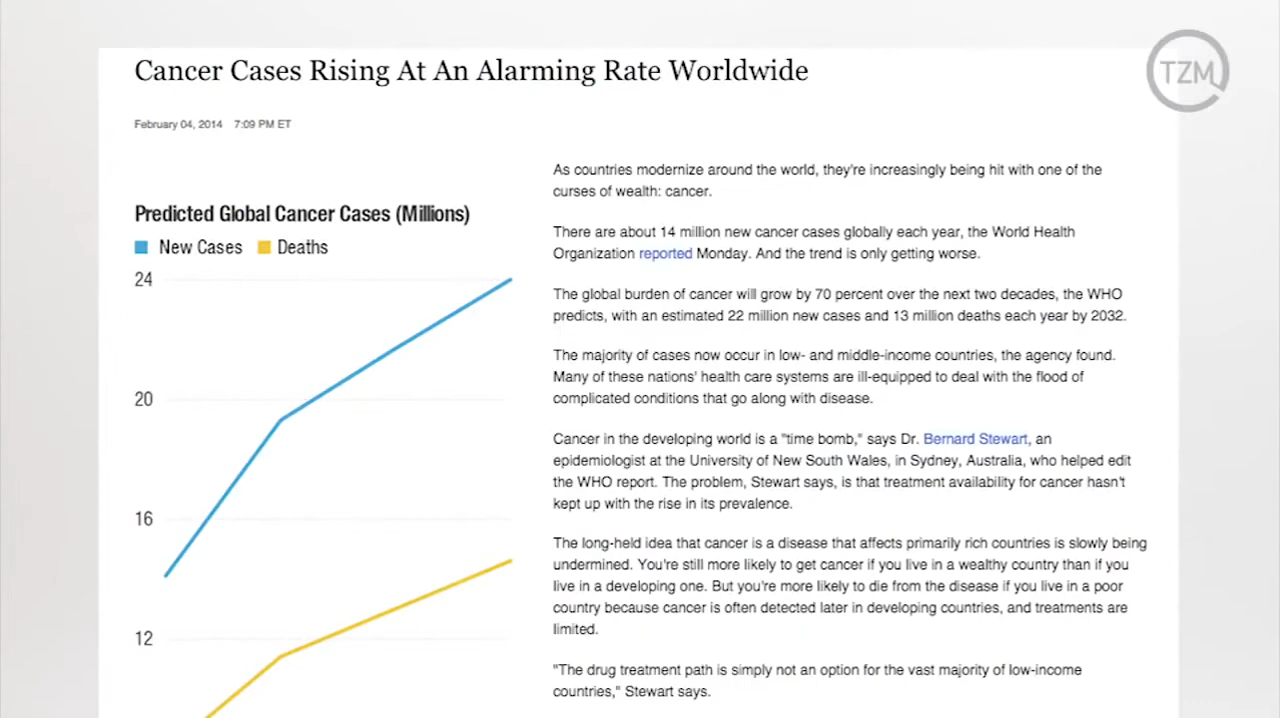 TZM
Cancer Cases Rising At An Alarming Rate Worldwide
February 04, 2014 7:09 PM ET
Predicted Global Cancer Cases (Millions)
New Cases Deaths
24
20
16
12
As countries modernize around the world, they're increasingly being hit with one of the
curses of wealth: cancer.
There are about 14 million new cancer cases globally each year, the World Health
Organization reported Monday. And the trend is only getting worse.
The global burden of cancer will grow by 70 percent over the next two decades, the WHO
predicts, with an estimated 22 million new cases and 13 million deaths each year by 2032.
The majority of cases now occur in low- and middle-income countries, the agency found.
Many of these nations' health care systems are ill-equipped to deal with the flood of
complicated conditions that go along with disease.
Cancer in the developing world is a "time bomb," says Dr. Bernard Stewart, an
epidemiologist at the University of New South Wales, in Sydney, Australia, who helped edit
the WHO report. The problem, Stewart says, is that treatment availability for cancer hasn't
kept up with the rise in its prevalence.
The long-held idea that cancer is a disease that affects primarily rich countries is slowly being
undermined. You're still more likely to get cancer if you live in a wealthy country than if you
live in a developing one. But you're more likely to die from the disease if you live in a poor
country because cancer is often detected later in developing countries, and treatments are
limited.
"The drug treatment path is simply not an option for the vast majority of low-income
countries," Stewart says.